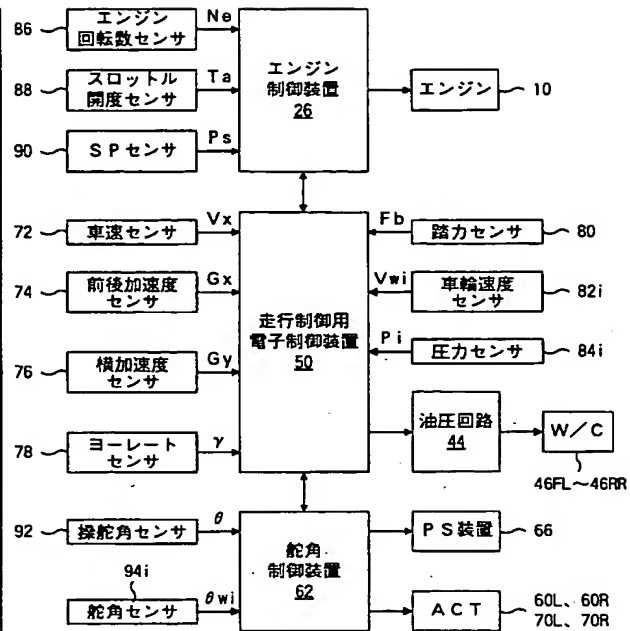 86
エンジン
回転数センサ
Ne
88
スロットル
開度センサ
Ta
90
SPセンサ
Ps
エンジン
制御装置
26
エンジン
10
72
車速センサ
Vx
74
前後加速度
センサ
Gx
76
横加速度
センサ
Gy
78
ヨーレート
センサ
γ
走行制御用
電子制御装置
50
Fb
踏力センサ
80
Vwi
車輪速度
センサ
82i
Pi
圧力センサ
84i
油圧回路
44
W/C
46FL~46RR
92
操舵角センサ
θ
94i
舵角センサ
θwi
舵角
制御装置
62
PS装置
66
ACT
60L、60R
70L、70R